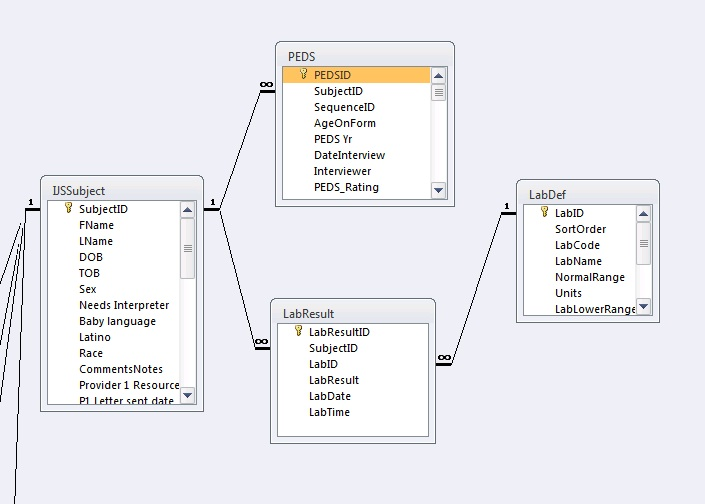 PEDS
PEDSID
SubjectID
SequenceID
AgeOnForm
PEDS Yr
DateInterview
Interviewer
PEDS_Rating
∞
1
1
IJSSubject
SubjectID
FName
LName
DOB
TOB
Sex
Needs Interpreter
Baby language
Latino
Race
CommentsNotes
Provider 1 Resource
P1 Letter sent date
∞
LabResult
LabResultID
SubjectID
LabID
LabResult
LabDate
LabTime
∞
1
LabDef
LabID
SortOrder
LabCode
LabName
NormalRange
Units
LabLowerRange